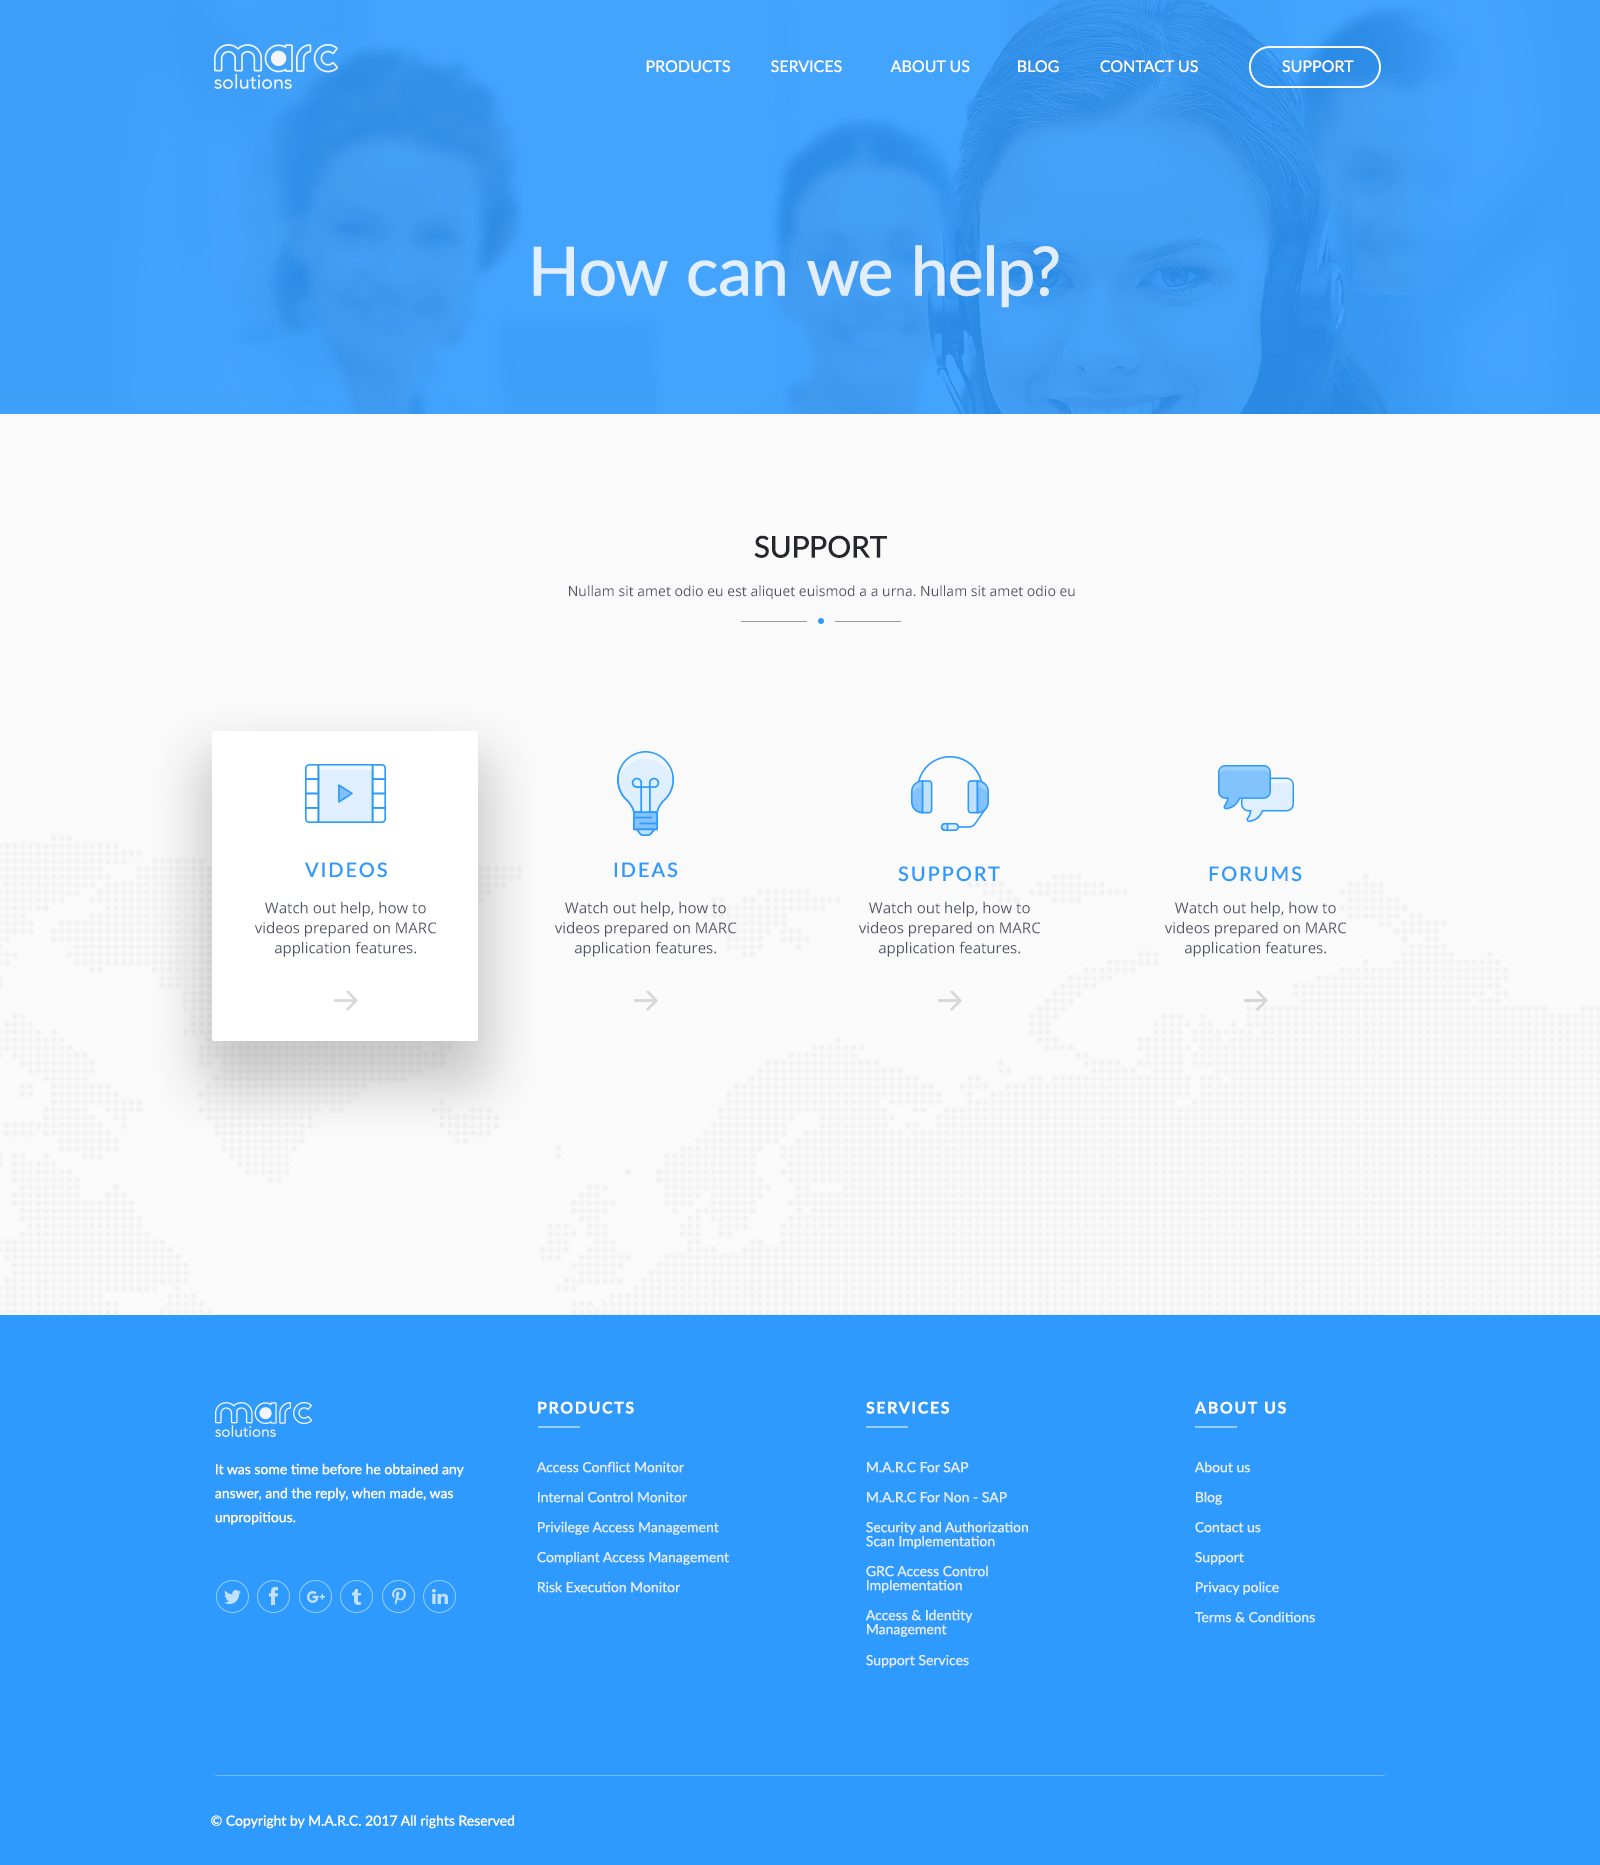 marc
solutions
PRODUCTS SERVICES ABOUT US BLOG CONTACT US SUPPORT
How can we help?
SUPPORT
Nullam sit amet odio eu est aliquet euismod a a urna. Nullam sit amet odio eu
VIDEOS
Watch out help, how to
videos prepared on MARC
application features.
IDEAS
Watch out help, how to
videos prepared on MARC
application features.
SUPPORT
Watch out help, how to
videos prepared on MARC
application features.
FORUMS
Watch out help, how to
videos prepared on MARC
application features.
marc
solutions
It was some time before he obtained any
answer, and the reply, when made, was
unpropitious.
PRODUCTS
Access Conflict Monitor
Internal Control Monitor
Privilege Access Management
Compliant Access Management
Risk Execution Monitor
SERVICES
M.A.R.C For SAP
M.A.R.C For Non - SAP
Security and Authorization
Scan Implementation
GRC Access Control
Implementation
Access & Identity
Management
Support Services
ABOUT US
About us
Blog
Contact us
Support
Privacy police
Terms & Conditions
© Copyright by M.A.R.C. 2017 All rights Reserved